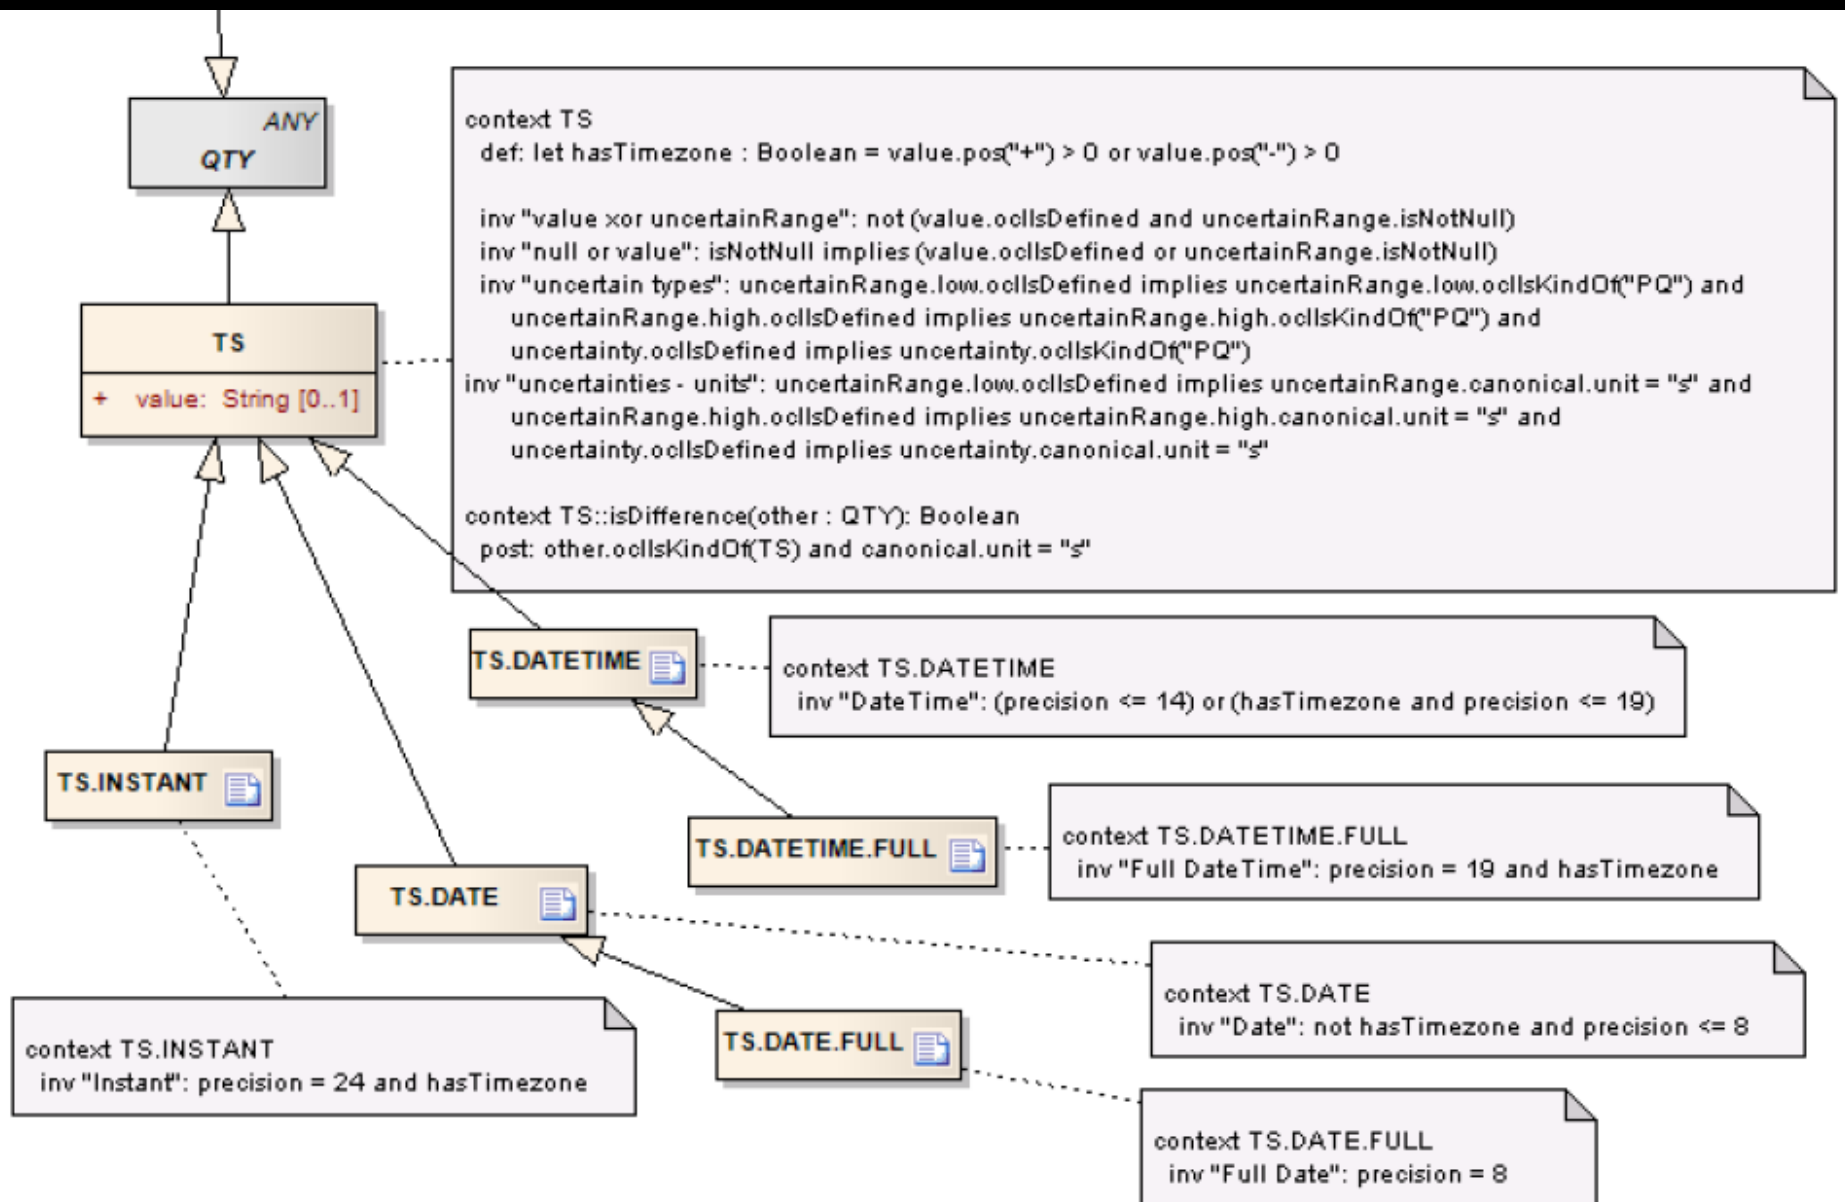 ANY
QTY
context TS
def: let hasTimezone : Boolean = value.pos("+") > 0 or value.pos("-") > 0
inv "value xor uncertainRange": not (value.oclIsDefined and uncertainRange.isNotNull)
inv "null or value": isNotNull implies (value.oclIsDefined or uncertainRange.isNotNull)
inv "uncertain types": uncertainRange.low.oclIsDefined implies uncertainRange.low.oclIsKindOf("PQ") and
uncertainRange.high.oclIsDefined implies uncertainRange.high.oclIsKindOf("PQ") and
uncertainty.oclIsDefined implies uncertainty.oclIsKindOf("PQ")
inv "uncertainties - units": uncertainRange.low.oclIsDefined implies uncertainRange.canonical.unit = "s" and
uncertainRange.high.oclIsDefined implies uncertainRange.high.canonical.unit = "s" and
uncertainty.oclIsDefined implies uncertainty.canonical.unit = "s"
context TS::isDifference(other : QTY): Boolean
post: other.oclIsKindOf(TS) and canonical.unit = "s"
TS
+ value: String [0..1]
TS.DATETIME
context TS.DATETIME
inv "DateTime": (precision <= 14) or (hasTimezone and precision <= 19)
TS.INSTANT
TS.DATETIME.FULL
context TS.DATETIME.FULL
inv "Full DateTime": precision = 19 and hasTimezone
TS.DATE
context TS.DATE
inv "Date": not hasTimezone and precision <= 8
TS.DATE.FULL
context TS.INSTANT
inv "Instant": precision = 24 and hasTimezone
context TS.DATE.FULL
inv "Full Date": precision = 8